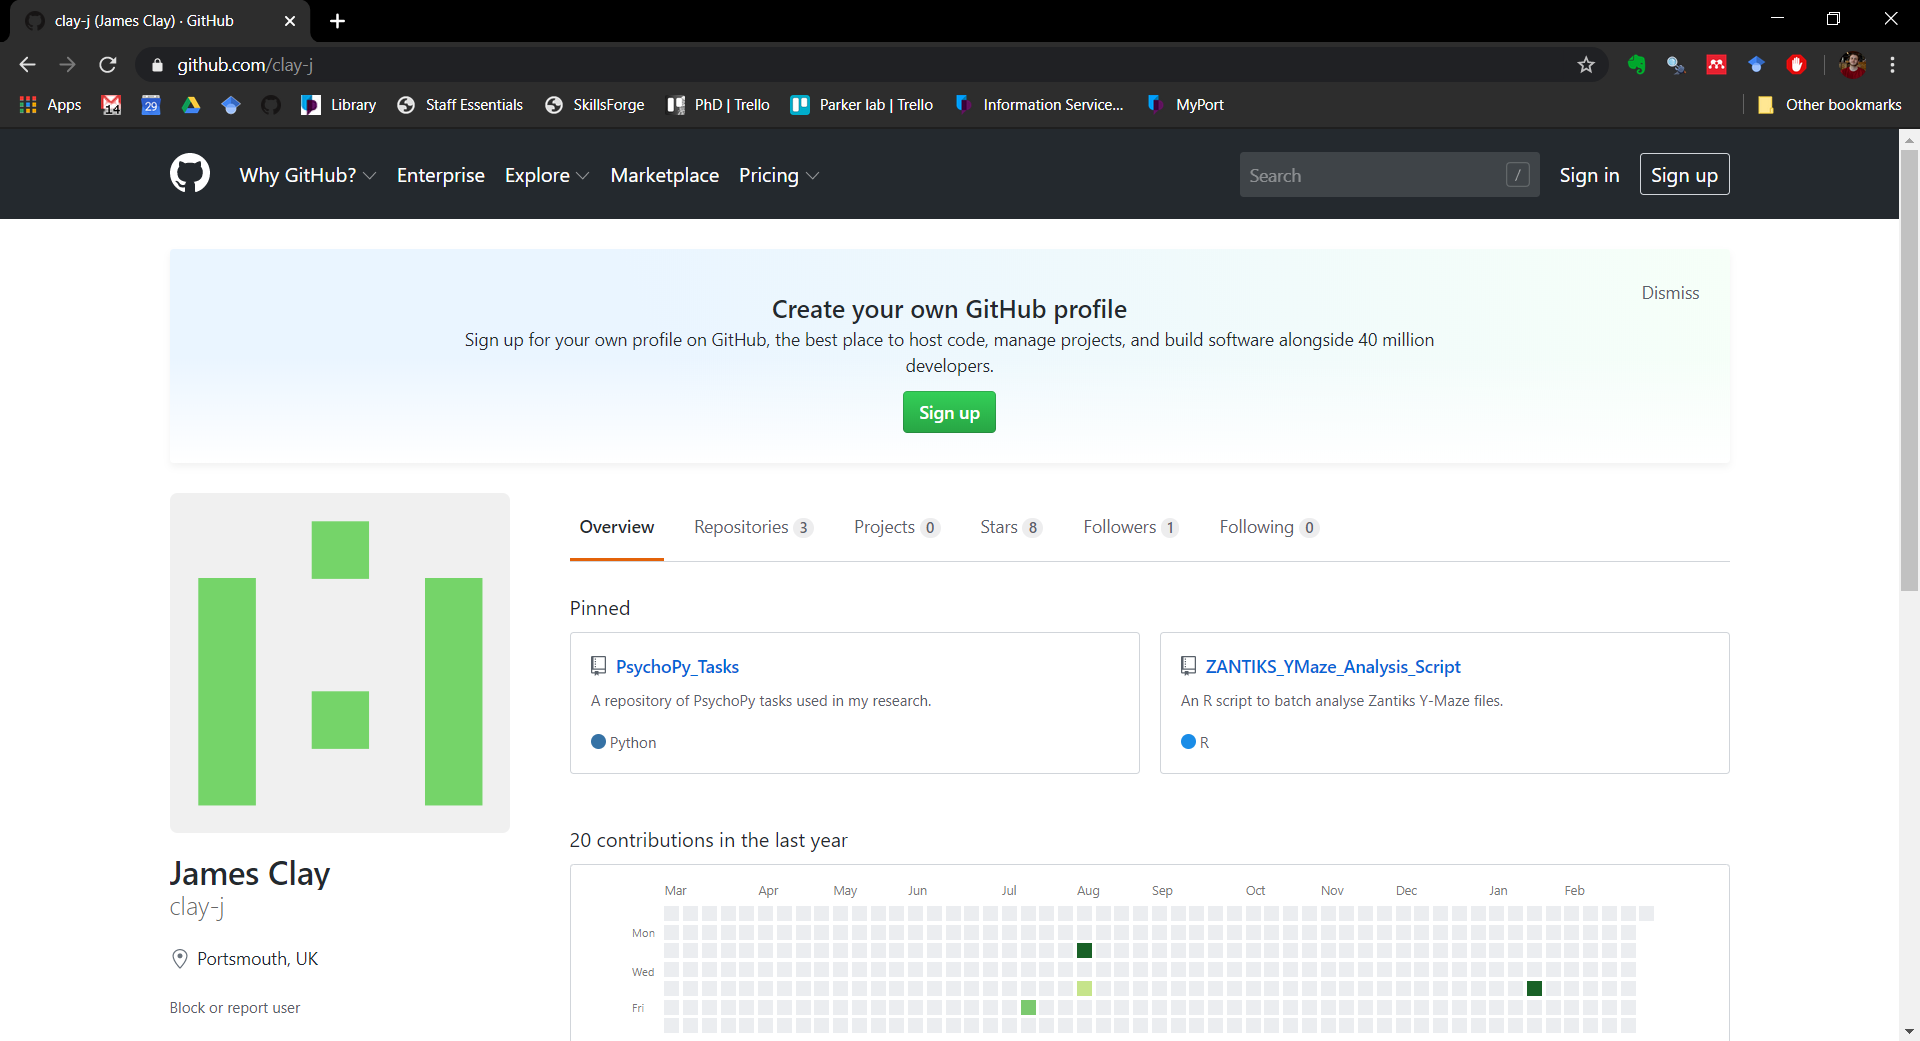 clay-j (James Clay) · GitHub
github.com/clay-j
Apps
14
29
Library
Staff Essentials
SkillsForge
PhD | Trello
Parker lab | Trello
Information Service...
MyPort
Other bookmarks
Why GitHub?
Enterprise
Explore
Marketplace
Pricing
Search
/
Sign in
Sign up
Dismiss
Create your own GitHub profile
Sign up for your own profile on GitHub, the best place to host code, manage projects, and build software alongside 40 million
developers.
Sign up
Overview
Repositories 3
Projects 0
Stars 8
Followers 1
Following 0
Pinned
PsychoPy_Tasks
A repository of PsychoPy tasks used in my research.
Python
ZANTIKS_YMaze_Analysis_Script
An R script to batch analyse Zantiks Y-Maze files.
R
James Clay
clay-j
Portsmouth, UK
Block or report user
20 contributions in the last year
Mar Apr May Jun Jul Aug Sep Oct Nov Dec Jan Feb
Mon
Wed
Fri